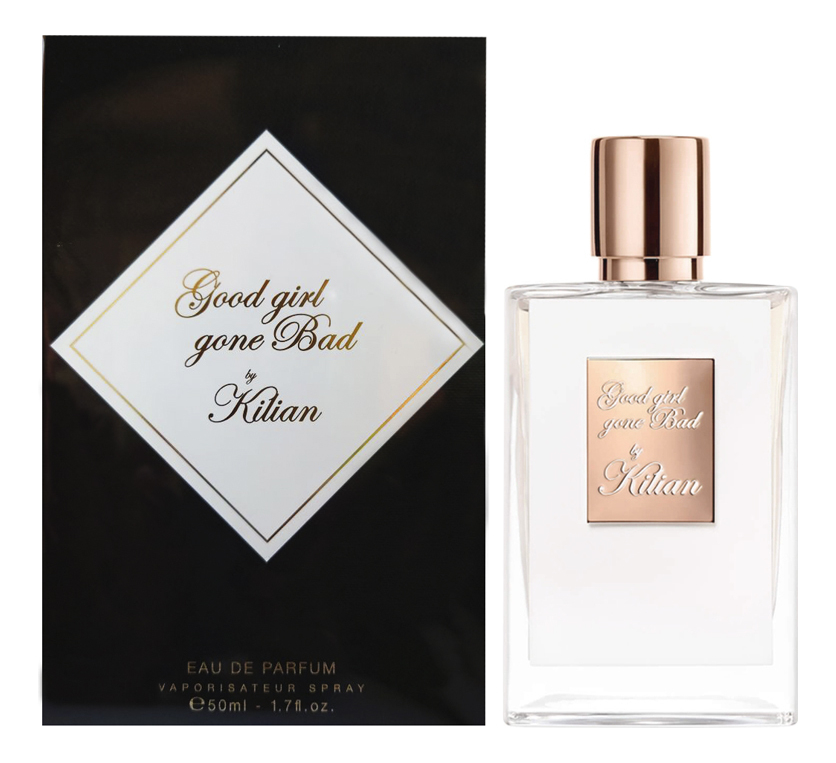 Good girl
gone Bad
by
Kilian
EAU DE PARFUM
VAPORISATEUR SPRAY
℮50ml - 1.7fl.oz.
Good girl
gone Bad
by
Kilian